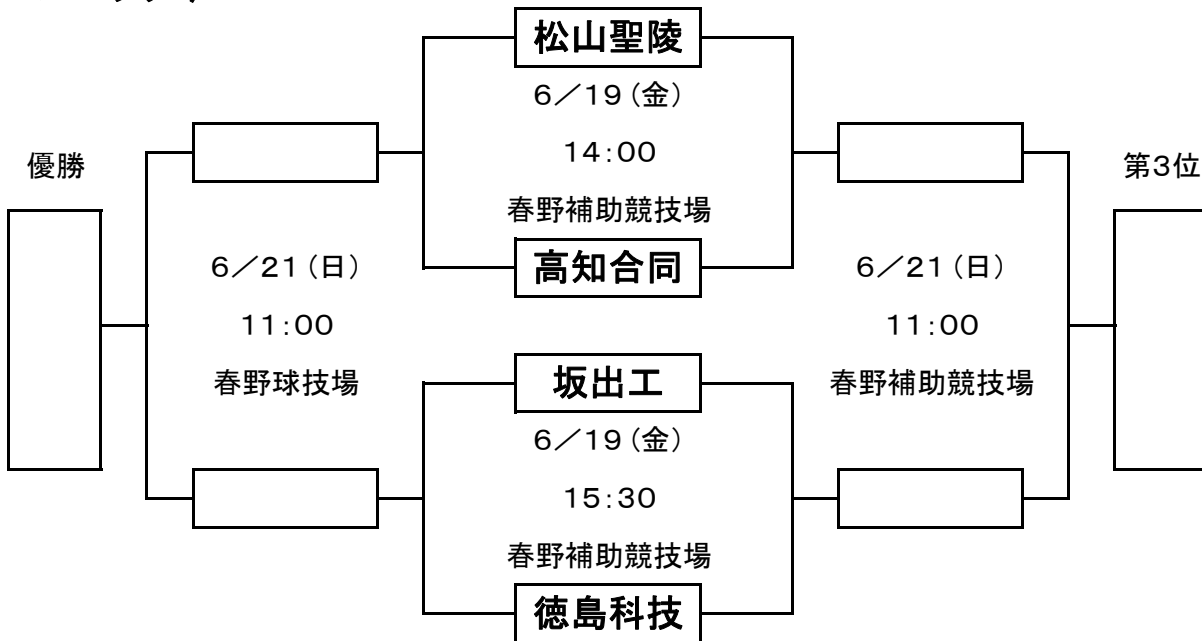 松山聖陵
6／19（金）
14：00
春野補助競技場
高知合同
優勝
6／21（日）
11：00
春野球技場
第3位
6／21（日）
11：00
春野補助競技場
坂出工
6／19（金）
15：30
春野補助競技場
徳島科技